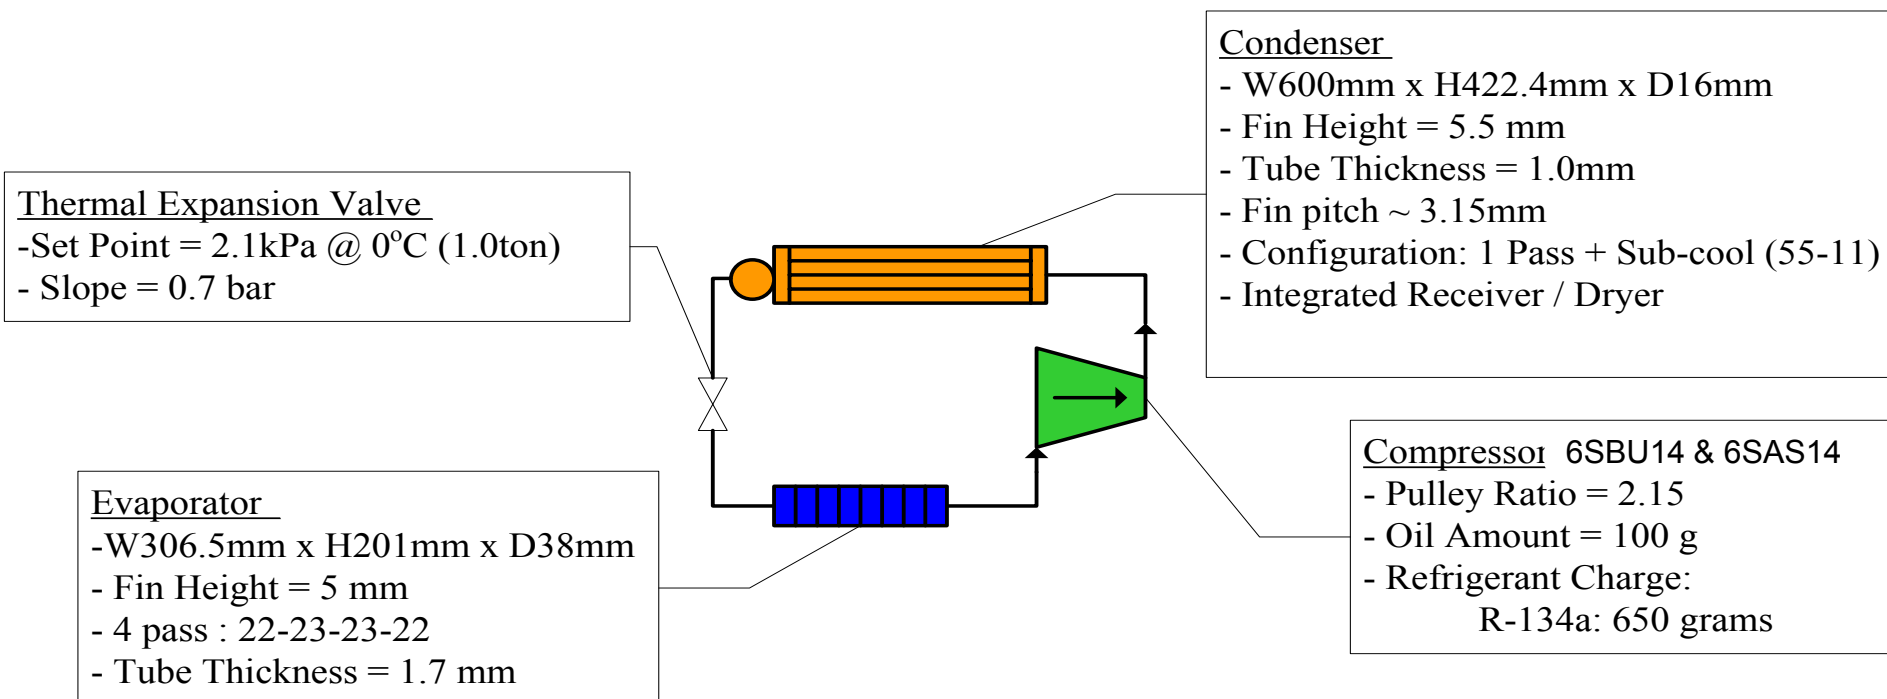 Condenser
- W600mm x H422.4mm x D16mm
- Fin Height = 5.5 mm
- Tube Thickness = 1.0mm
- Fin pitch ~ 3.15mm
- Configuration: 1 Pass + Sub-cool (55-11)
- Integrated Receiver / Dryer
Thermal Expansion Valve
-Set Point = 2.1kPa @ 0°C (1.0ton)
- Slope = 0.7 bar
Compressor 6SBU14 & 6SAS14
- Pulley Ratio = 2.15
- Oil Amount = 100 g
- Refrigerant Charge:
R-134a: 650 grams
Evaporator
-W306.5mm x H201mm x D38mm
- Fin Height = 5 mm
- 4 pass : 22-23-23-22
- Tube Thickness = 1.7 mm